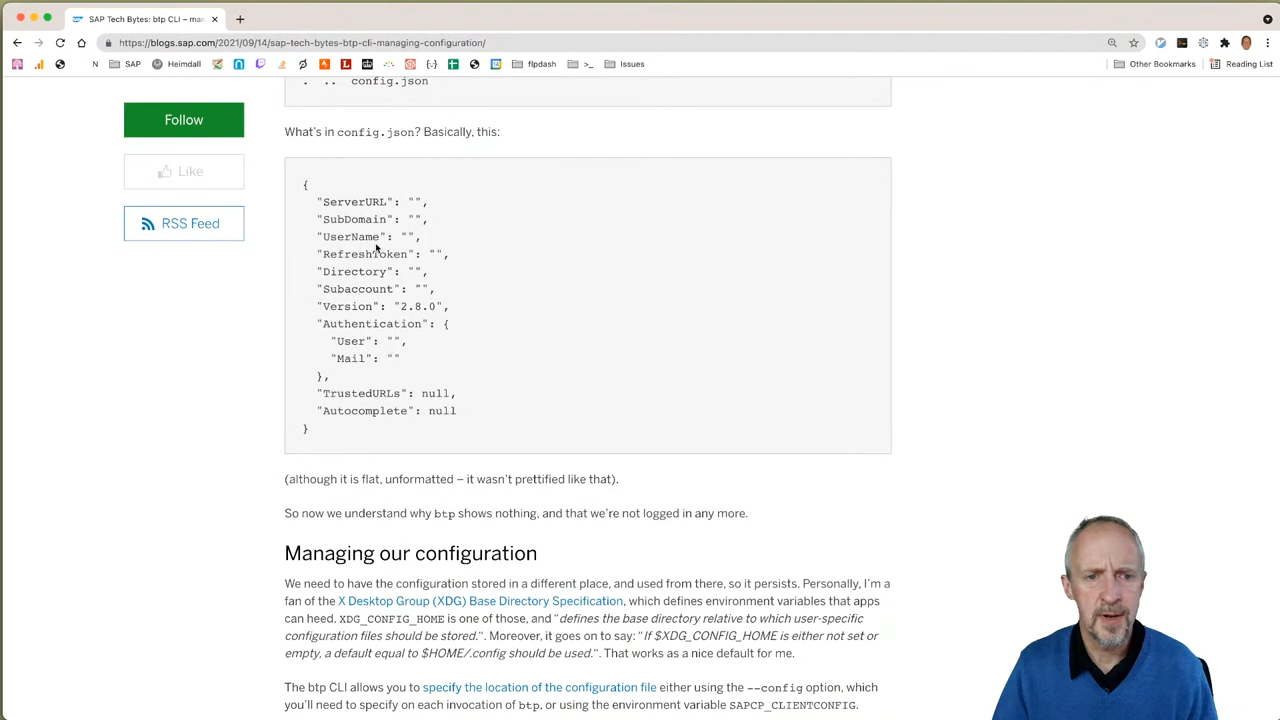 SAP Tech Bytes: btp CLI – man
https://blogs.sap.com/2021/09/14/sap-tech-bytes-btp-cli-managing-configuration/
N SAP Heimdall flpdash >_ Issues Other Bookmarks Reading List
. .. config.json
Follow
What's in config.json? Basically, this:
Like
{
"ServerURL": "",
"SubDomain": "",
RSS Feed
"UserName": "",
"RefreshToken": "",
"Directory": "",
"Subaccount": "",
"Version": "2.8.0",
"Authentication": {
"User": "",
"Mail": ""
},
"TrustedURLs": null,
"Autocomplete": null
}
(although it is flat, unformatted – it wasn't prettified like that).
So now we understand why btp shows nothing, and that we're not logged in any more.
Managing our configuration
We need to have the configuration stored in a different place, and used from there, so it persists. Personally, I'm a
fan of the X Desktop Group (XDG) Base Directory Specification, which defines environment variables that apps
can heed. XDG_CONFIG_HOME is one of those, and "defines the base directory relative to which user-specific
configuration files should be stored.". Moreover, it goes on to say: "If $XDG_CONFIG_HOME is either not set or
empty, a default equal to $HOME/.config should be used.". That works as a nice default for me.
The btp CLI allows you to specify the location of the configuration file either using the --config option, which
you'll need to specify on each invocation of btp, or using the environment variable SAPCP_CLIENTCONFIG.